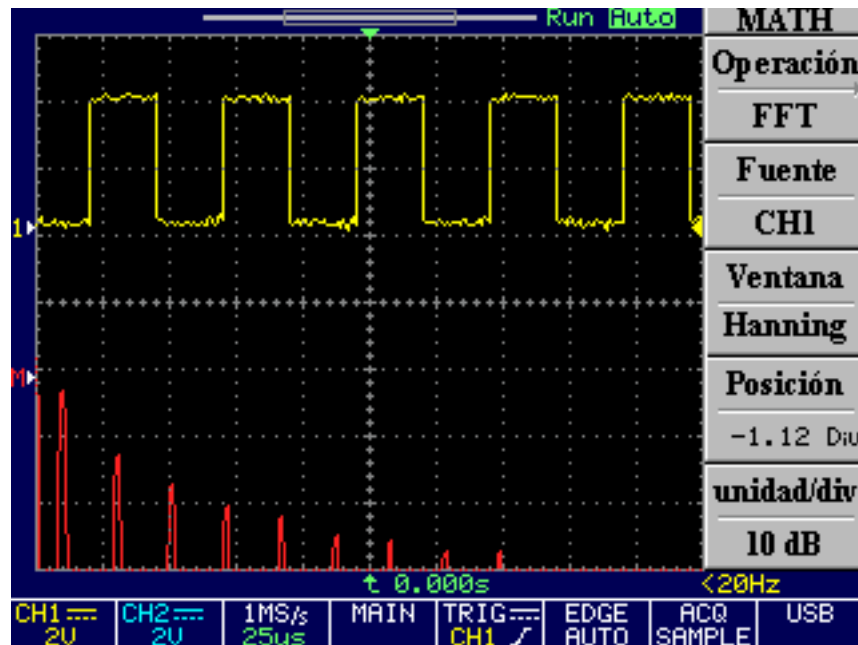 Run Auto
MATH
Operación
FFT
Fuente
CH1
Ventana
Hanning
Posición
-1.12 Div
unidad/div
10 dB
1
M
0.000s
<20Hz
CH1 2V
CH2 2V
1MS/s 25us
MAIN
TRIG CH1
EDGE AUTO
ACQ SAMPLE
USB